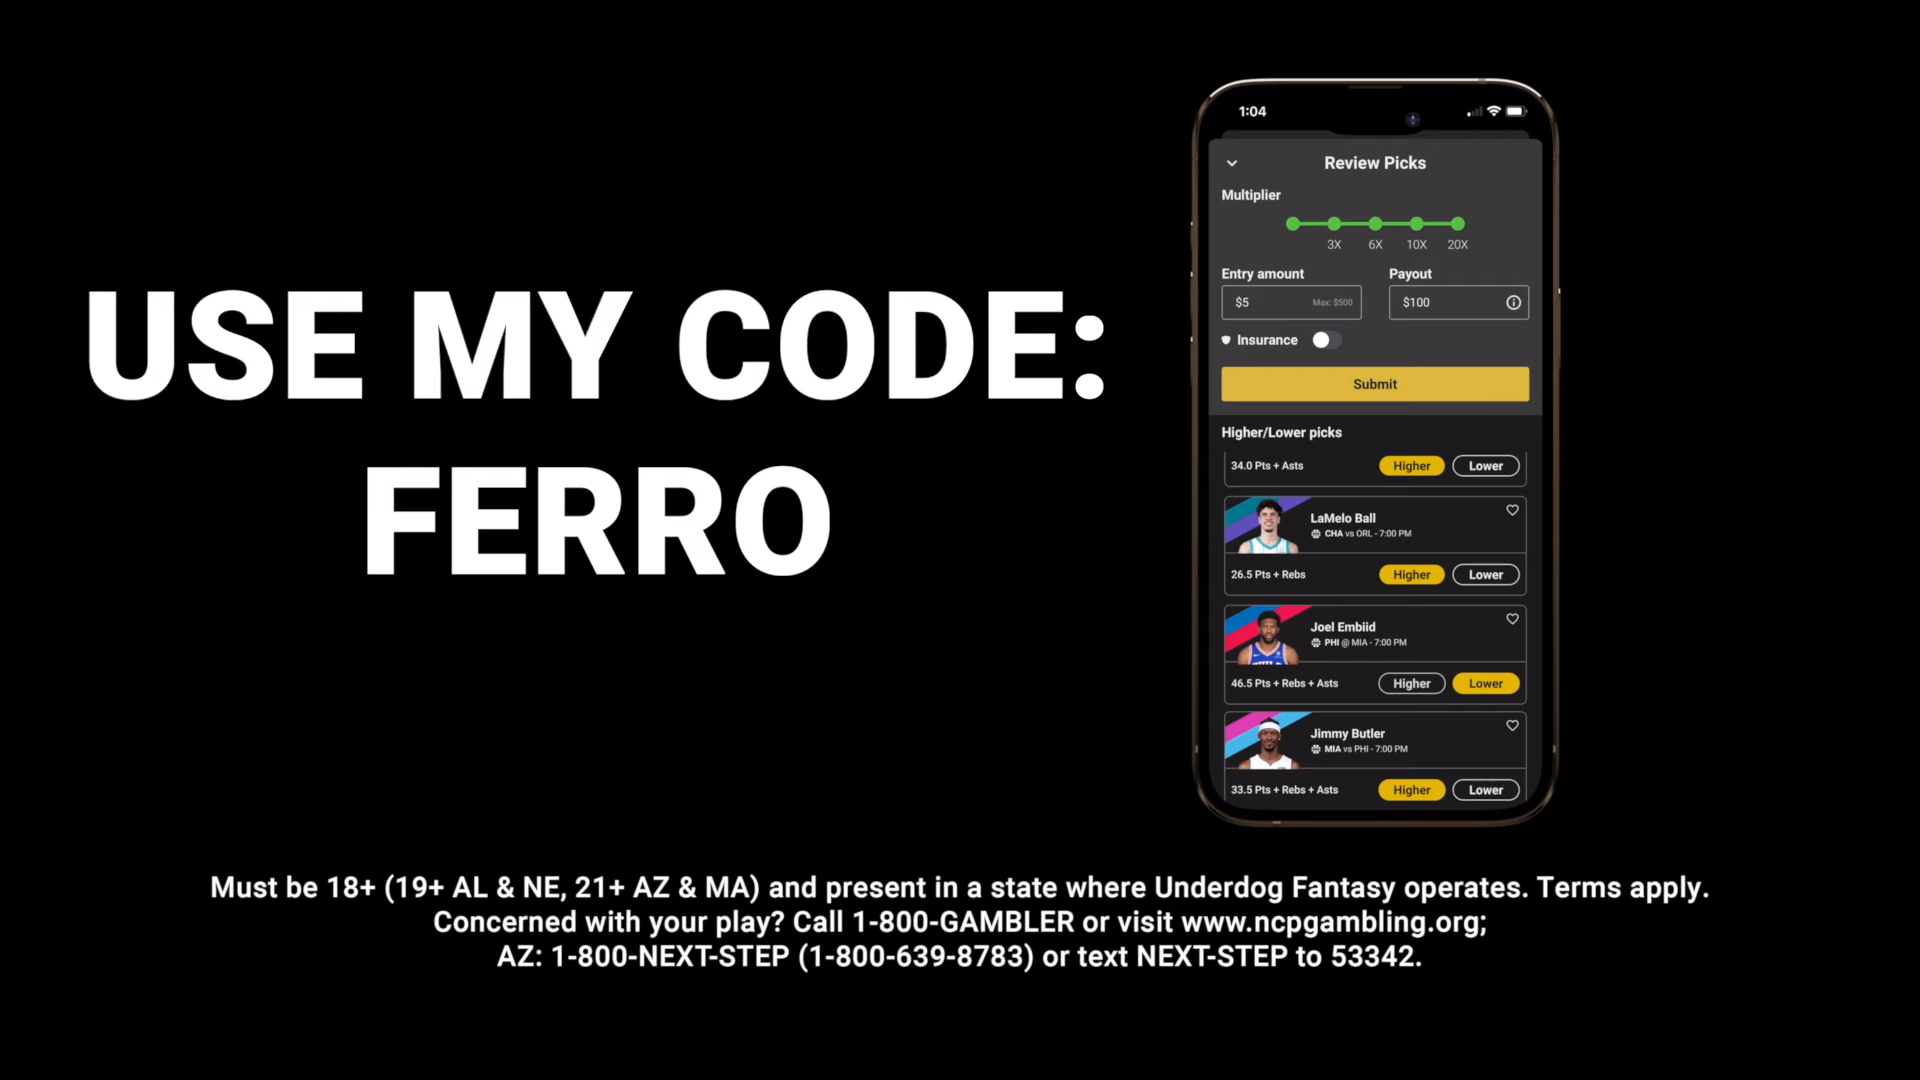 USE MY CODE:
FERRO
1:04
Review Picks
Multiplier
3X 6X 10X 20X
Entry amount Payout
$5 Max: $500 $100
Insurance
Submit
Higher/Lower picks
34.0 Pts + Asts Higher Lower
LaMelo Ball
CHA vs ORL - 7:00 PM
26.5 Pts + Rebs Higher Lower
Joel Embiid
PHI @ MIA - 7:00 PM
46.5 Pts + Rebs + Asts Higher Lower
Jimmy Butler
MIA vs PHI - 7:00 PM
33.5 Pts + Rebs + Asts Higher Lower
Must be 18+ (19+ AL & NE, 21+ AZ & MA) and present in a state where Underdog Fantasy operates. Terms apply.
Concerned with your play? Call 1-800-GAMBLER or visit www.ncpgambling.org;
AZ: 1-800-NEXT-STEP (1-800-639-8783) or text NEXT-STEP to 53342.